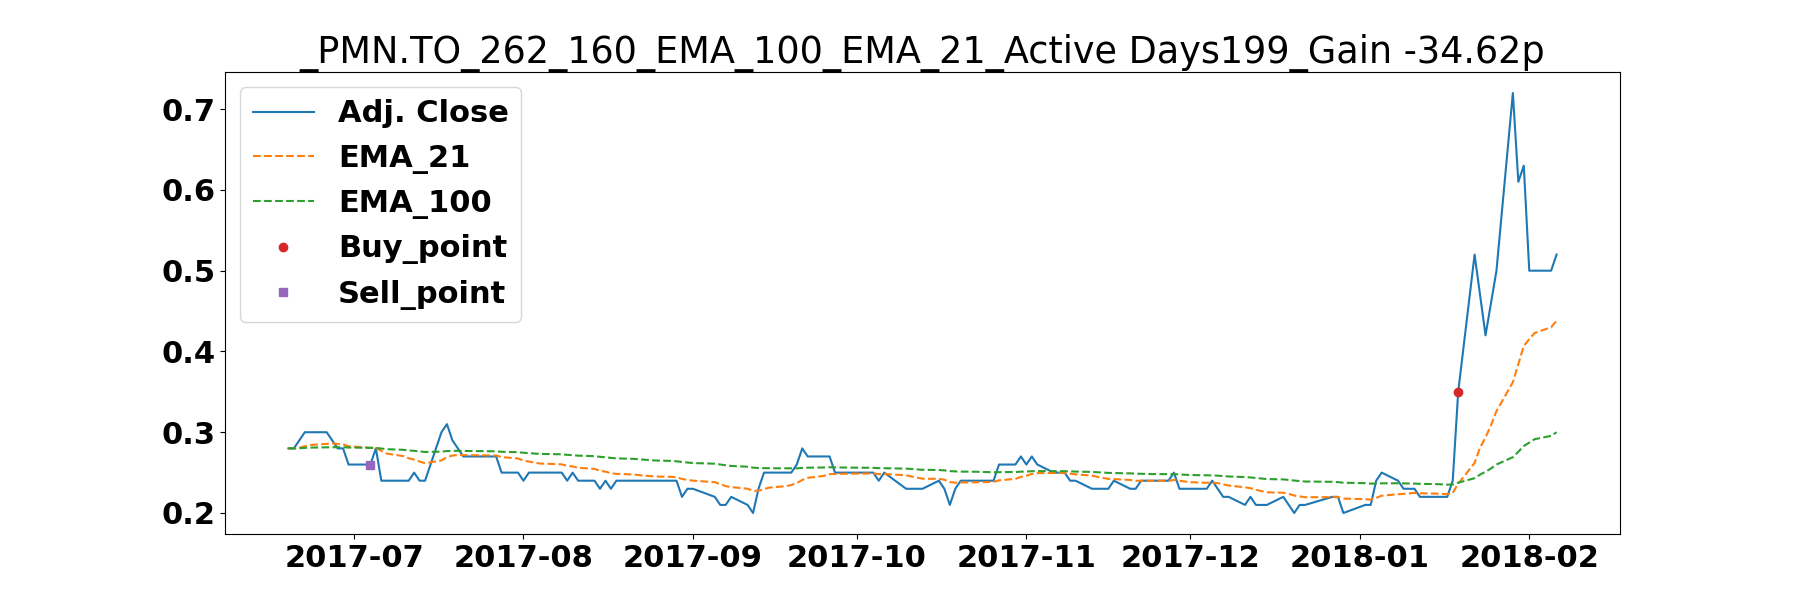 _PMN.TO_262_160_EMA_100_EMA_21_Active Days199_Gain -34.62p
Adj. Close
EMA_21
EMA_100
Buy_point
Sell_point
0.7
0.6
0.5
0.4
0.3
0.2
2017-07 2017-08 2017-09 2017-10 2017-11 2017-12 2018-01 2018-02